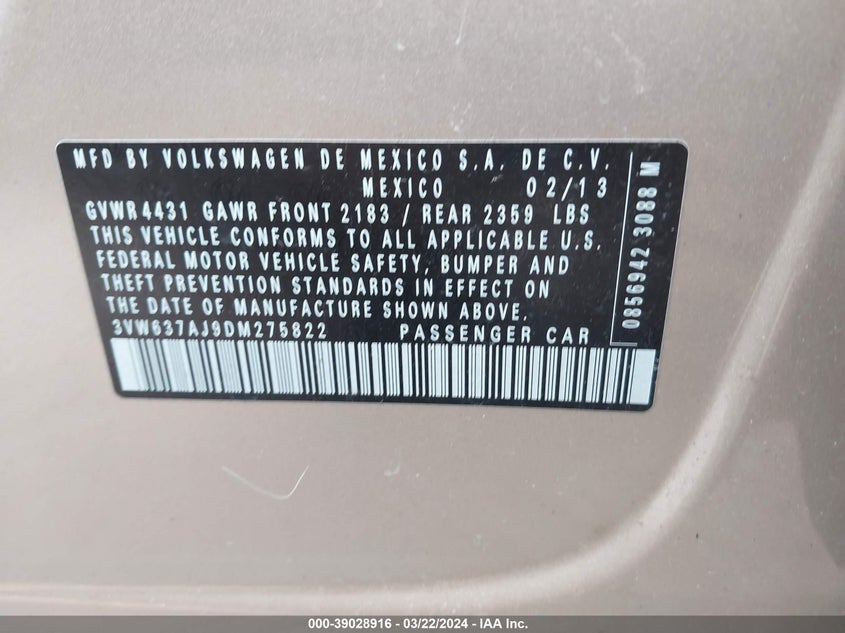 MFD BY VOLKSWAGEN DE MEXICO S.A. DE C.V.
MEXICO 02/13
GVWR4431 GAWR FRONT 2183 / REAR 2359 LBS
THIS VEHICLE CONFORMS TO ALL APPLICABLE U.S.
FEDERAL MOTOR VEHICLE SAFETY, BUMPER AND
THEFT PREVENTION STANDARDS IN EFFECT ON
THE DATE OF MANUFACTURE SHOWN ABOVE.
3VW637AJ9DM275822 PASSENGER CAR
0856942 3088 M
000-39028916 - 03/22/2024 - IAA Inc.